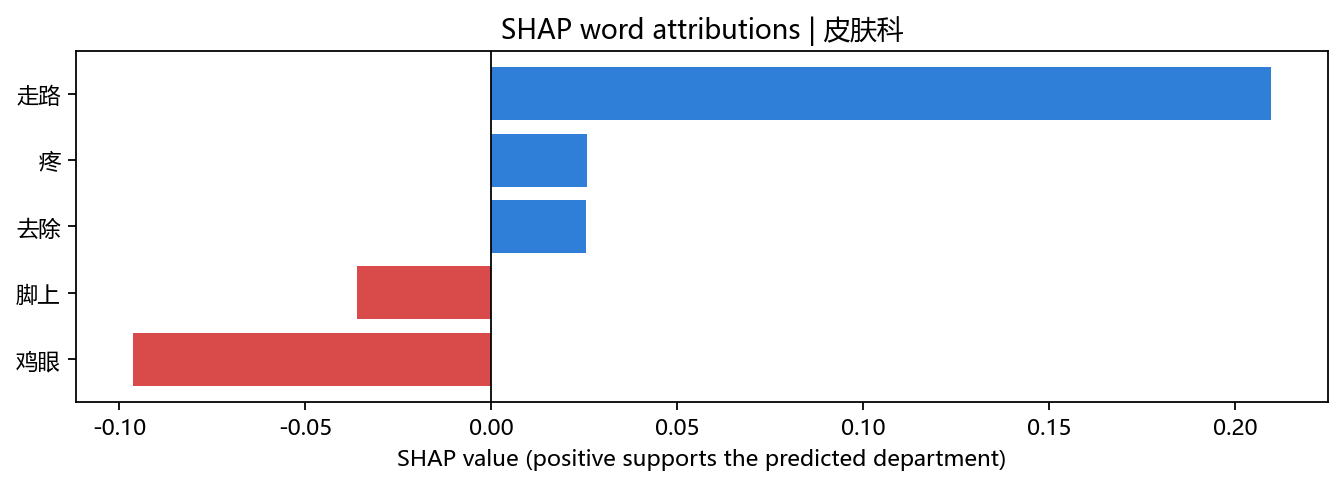 SHAP word attributions | 皮肤科
走路
疼
去除
脚上
鸡眼
-0.10 -0.05 0.00 0.05 0.10 0.15 0.20
SHAP value (positive supports the predicted department)